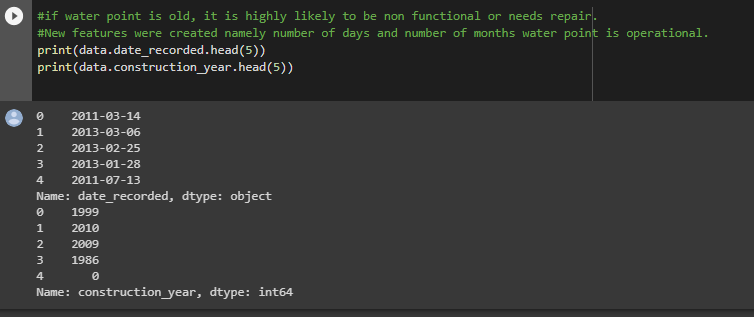 #if water point is old, it is highly likely to be non functional or needs repair.
#New features were created namely number of days and number of months water point is operational.
print(data.date_recorded.head(5))
print(data.construction_year.head(5))
0    2011-03-14
1    2013-03-06
2    2013-02-25
3    2013-01-28
4    2011-07-13
Name: date_recorded, dtype: object
0    1999
1    2010
2    2009
3    1986
4       0
Name: construction_year, dtype: int64